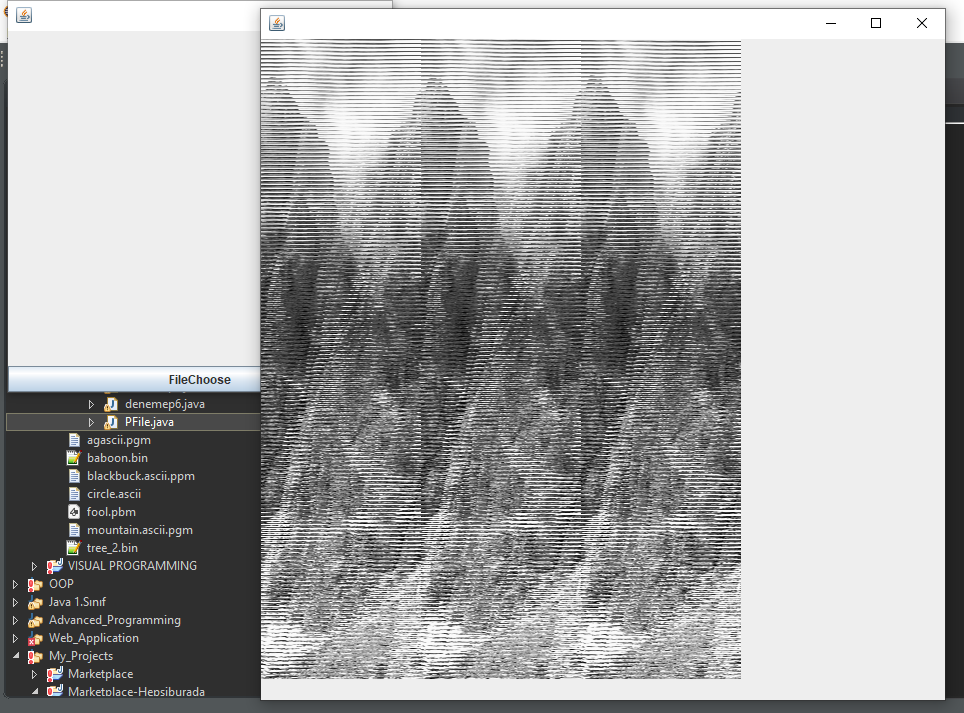 FileChoose
denemep6.java
PFile.java
agascii.pgm
baboon.bin
blackbuck.ascii.ppm
circle.ascii
fool.pbm
mountain.ascii.pgm
tree_2.bin
VISUAL PROGRAMMING
OOP
Java 1.Sınıf
Advanced_Programming
Web_Application
My_Projects
Marketplace
Marketplace-Hepsiburada